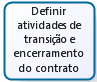 Definir
atividades de
transição e
encerramento
do contrato